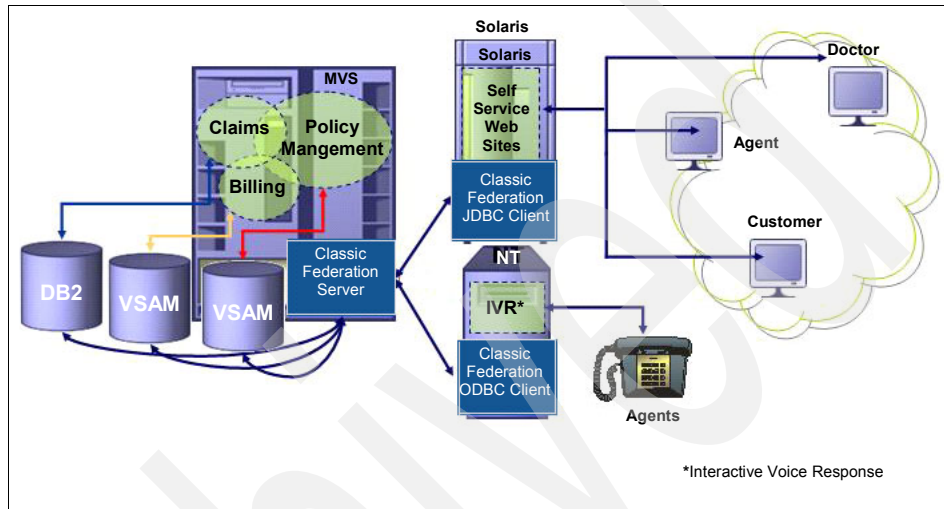 Solaris
Solaris
MVS
Doctor
Self
Service
Web
Sites
Claims
Policy
Mangement
Agent
Billing
Classic
Federation
JDBC Client
Customer
NT
Classic
Federation
Server
DB2
VSAM
VSAM
IVR*
Classic
Federation
ODBC Client
Agents
*Interactive Voice Response